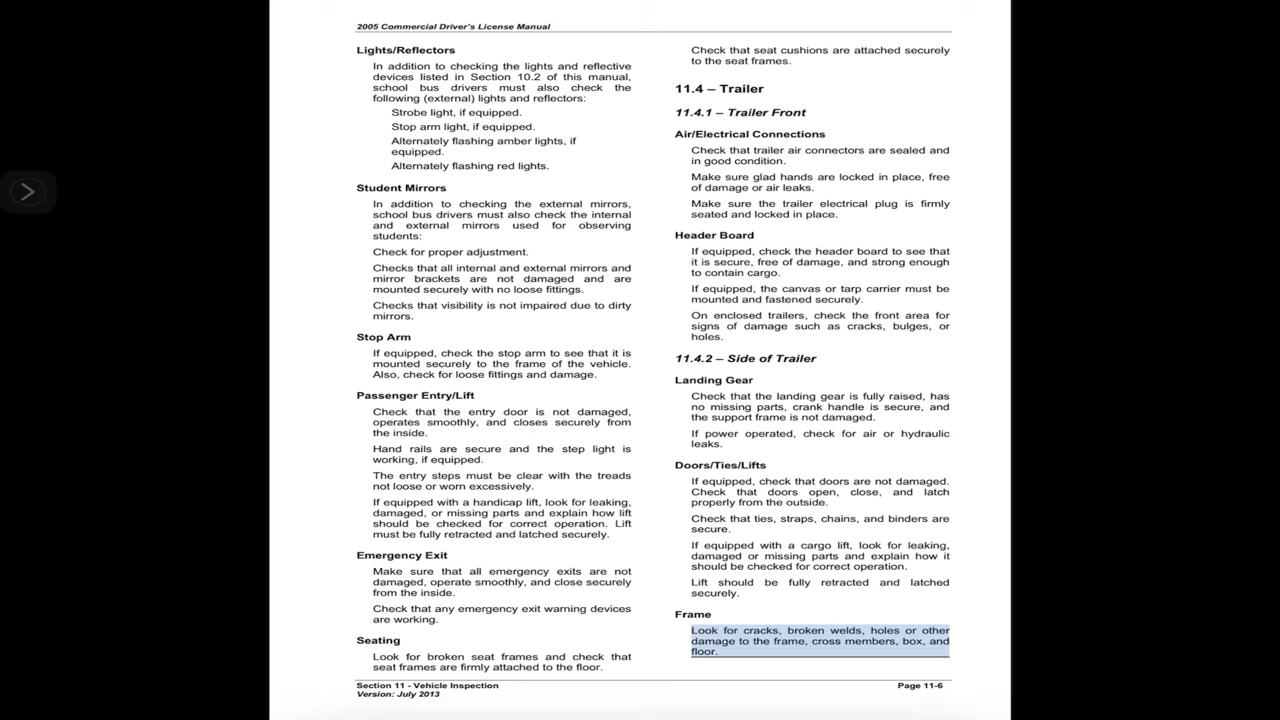 2005 Commercial Driver's License Manual
Lights/Reflectors
In addition to checking the lights and reflective
devices listed in Section 10.2 of this manual,
school bus drivers must also check the
following (external) lights and reflectors:
Strobe light, if equipped.
Stop arm light, if equipped.
Alternately flashing amber lights, if
equipped.
Alternately flashing red lights.
Student Mirrors
In addition to checking the external mirrors,
school bus drivers must also check the internal
and external mirrors used for observing
students:
Check for proper adjustment.
Checks that all internal and external mirrors and
mirror brackets are not damaged and are
mounted securely with no loose fittings.
Checks that visibility is not impaired due to dirty
mirrors.
Stop Arm
If equipped, check the stop arm to see that it is
mounted securely to the frame of the vehicle.
Also, check for loose fittings and damage.
Passenger Entry/Lift
Check that the entry door is not damaged,
operates smoothly, and closes securely from
the inside.
Hand rails are secure and the step light is
working, if equipped.
The entry steps must be clear with the treads
not loose or worn excessively.
If equipped with a handicap lift, look for leaking,
damaged, or missing parts and explain how lift
should be checked for correct operation. Lift
must be fully retracted and latched securely.
Emergency Exit
Make sure that all emergency exits are not
damaged, operate smoothly, and close securely
from the inside.
Check that any emergency exit warning devices
are working.
Seating
Look for broken seat frames and check that
seat frames are firmly attached to the floor.
Check that seat cushions are attached securely
to the seat frames.
11.4 – Trailer
11.4.1 – Trailer Front
Air/Electrical Connections
Check that trailer air connectors are sealed and
in good condition.
Make sure glad hands are locked in place, free
of damage or air leaks.
Make sure the trailer electrical plug is firmly
seated and locked in place.
Header Board
If equipped, check the header board to see that
it is secure, free of damage, and strong enough
to contain cargo.
If equipped, the canvas or tarp carrier must be
mounted and fastened securely.
On enclosed trailers, check the front area for
signs of damage such as cracks, bulges, or
holes.
11.4.2 – Side of Trailer
Landing Gear
Check that the landing gear is fully raised, has
no missing parts, crank handle is secure, and
the support frame is not damaged.
If power operated, check for air or hydraulic
leaks.
Doors/Ties/Lifts
If equipped, check that doors are not damaged.
Check that doors open, close, and latch
properly from the outside.
Check that ties, straps, chains, and binders are
secure.
If equipped with a cargo lift, look for leaking,
damaged or missing parts and explain how it
should be checked for correct operation.
Lift should be fully retracted and latched
securely.
Frame
Look for cracks, broken welds, holes or other
damage to the frame, cross members, box, and
floor.
Section 11 - Vehicle Inspection
Page 11-6
Version: July 2013